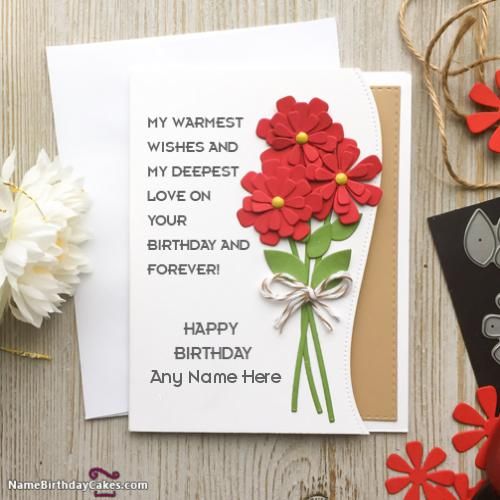 MY WARMEST
WISHES AND
MY DEEPEST
LOVE ON
YOUR
BIRTHDAY AND
FOREVER!
HAPPY
BIRTHDAY
Any Name Here
NameBirthdayCakes.com